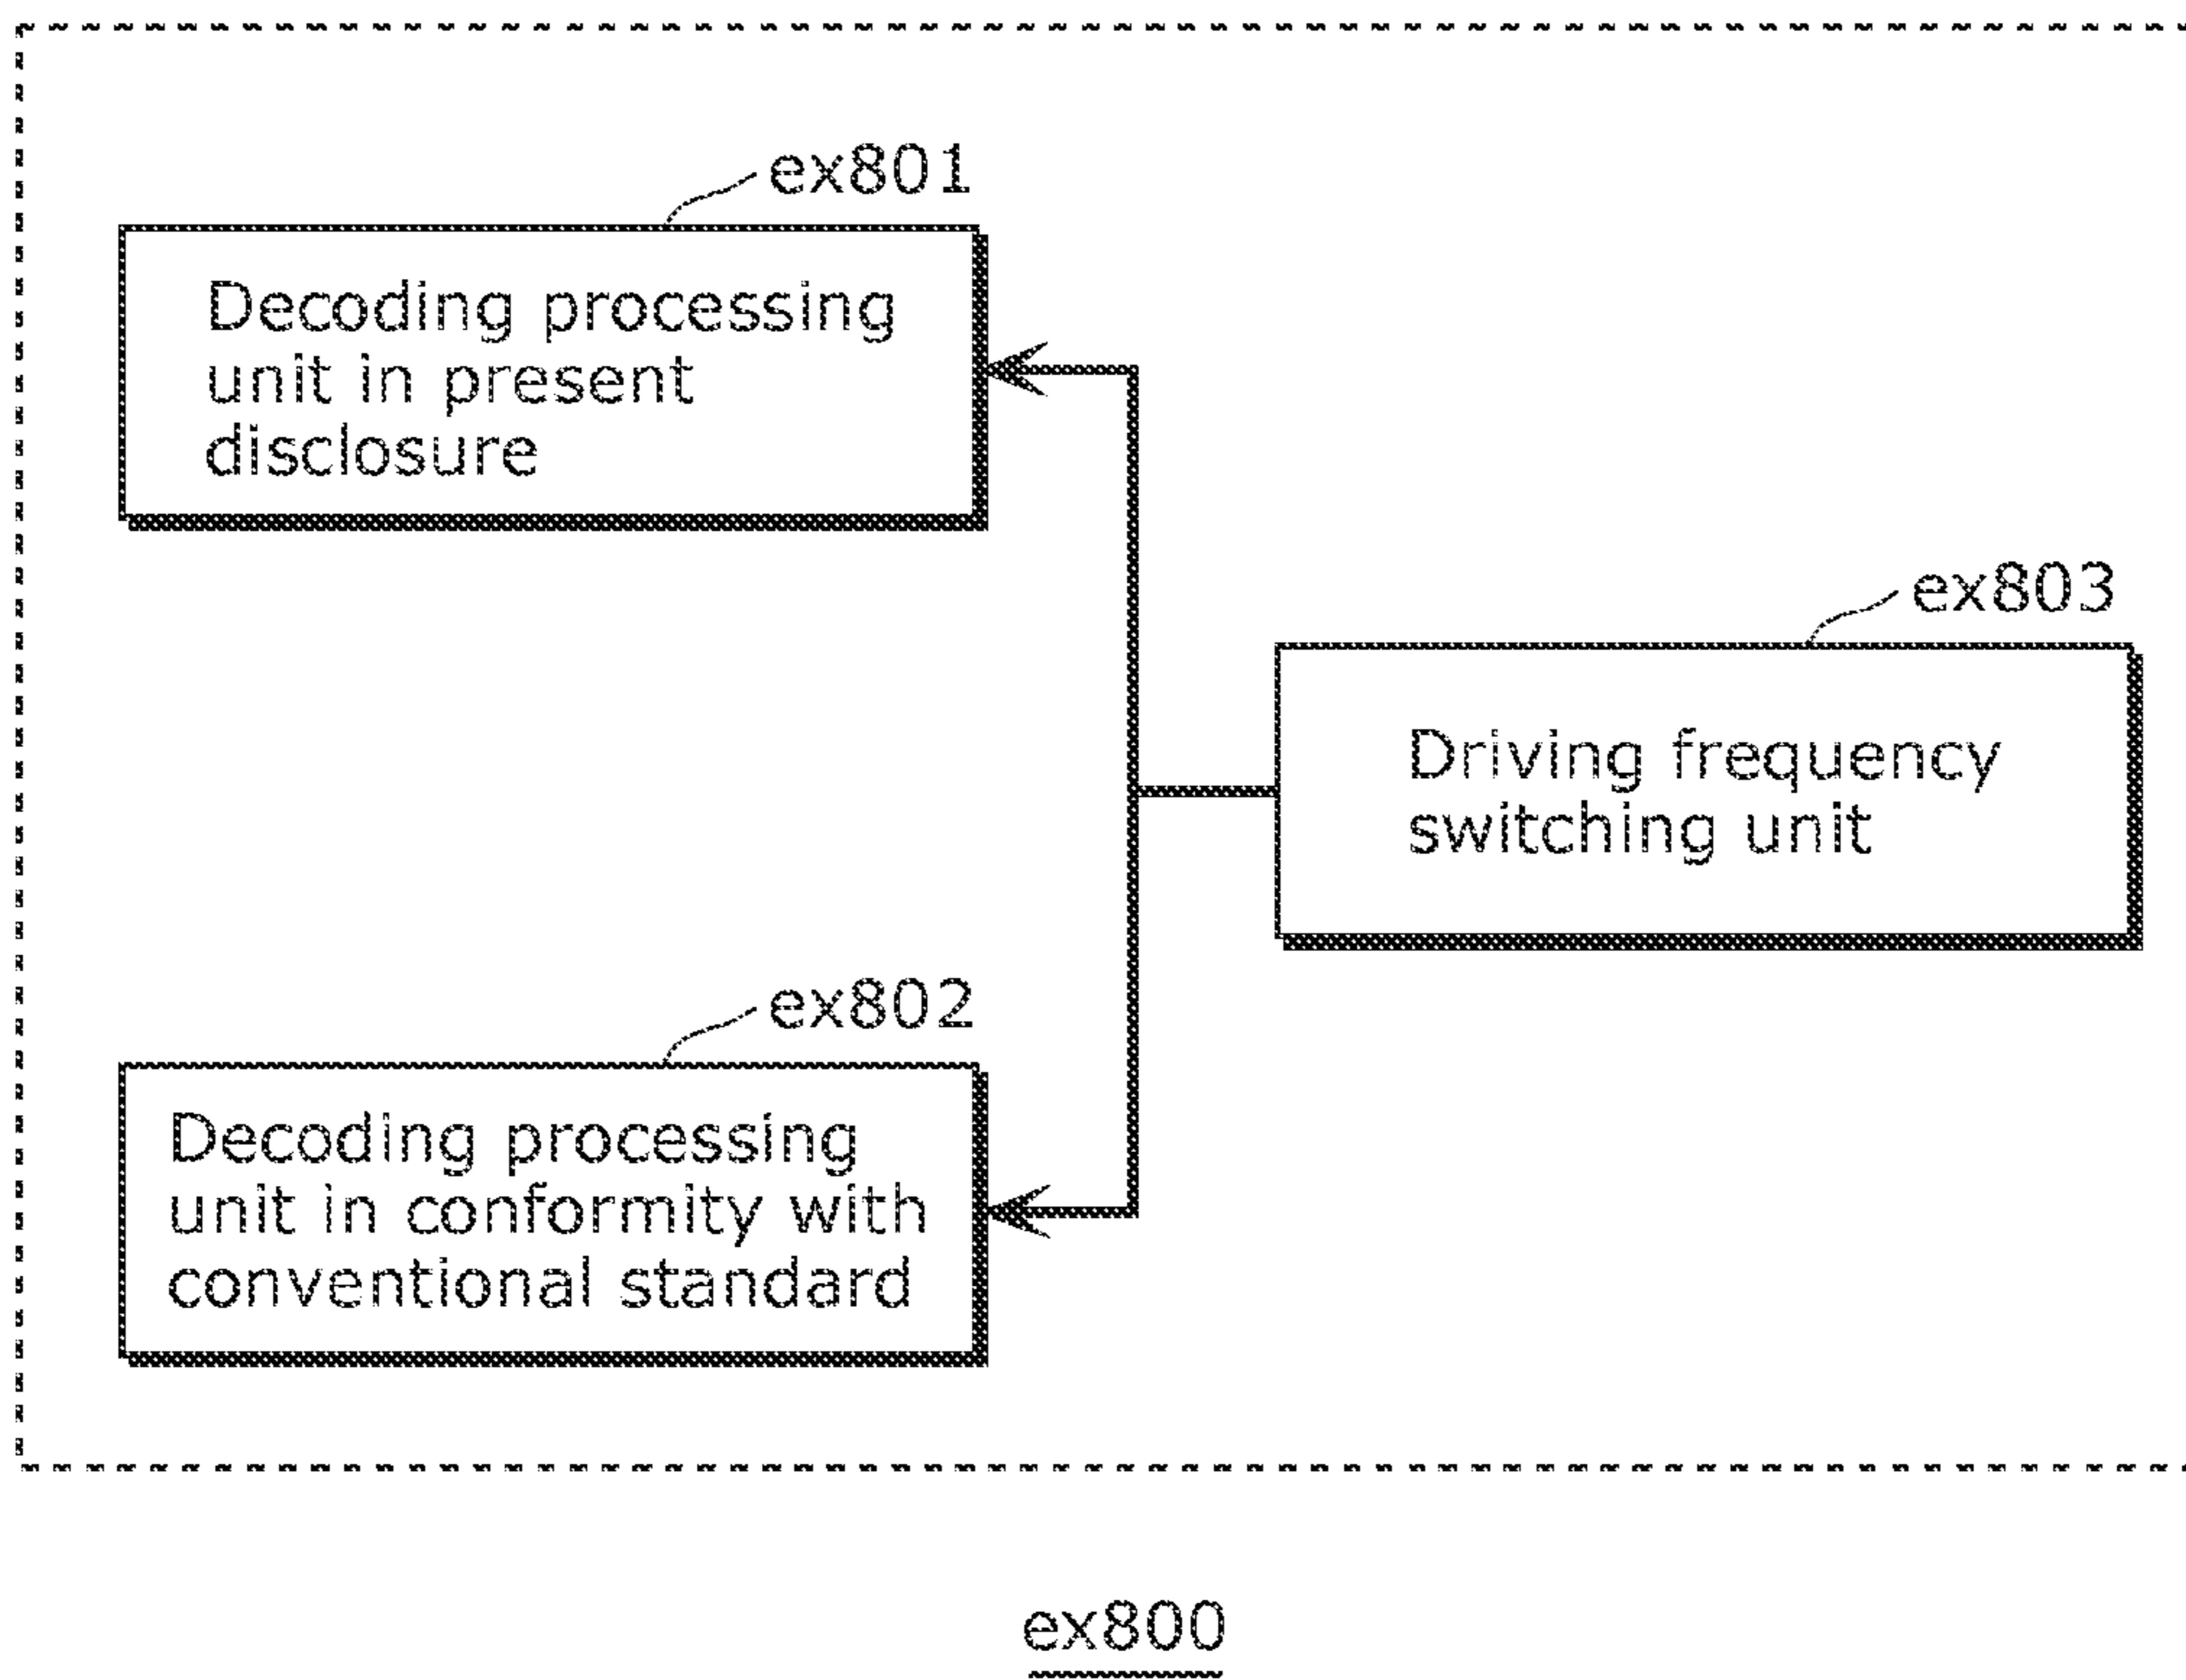 ex801
Decoding processing
unit in present
disclosure
ex803
Driving frequency
switching unit
ex802
Decoding processing
unit in conformity with
conventional standard
ex800